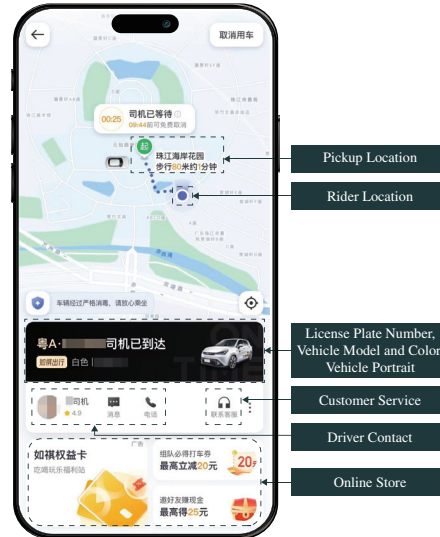 取消用车
00:25
司机已等待
09:44前可免费取消
起
珠江海岸花园
步行80米约1分钟
Pickup Location
Rider Location
车辆经过严格消毒，请放心乘坐
粤A·
司机已到达
如祺出行
白色
ON
TIME
License Plate Number,
Vehicle Model and Color
Vehicle Portrait
司机
4.9
消息
电话
联系客服
Customer Service
Driver Contact
广告
如祺权益卡
吃喝玩乐福利站
组队必得打车券
最高立减20元
20
邀好友赚现金
最高得25元
Online Store